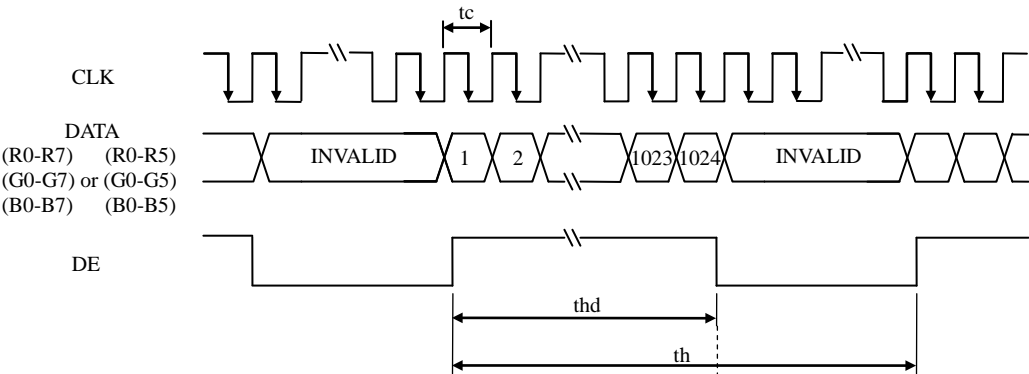 tc
CLK
DATA
(R0-R7) (R0-R5)
(G0-G7) or (G0-G5)
(B0-B7) (B0-B5)
INVALID 1 2 1023 1024 INVALID
DE
thd
th